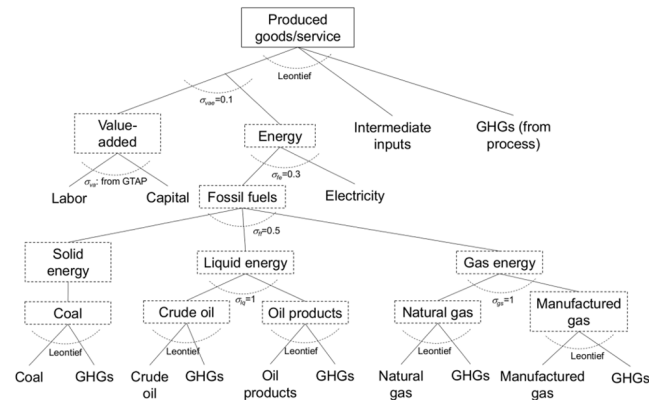 Produced
goods/service
Leontief
σvae=0.1
Value-
added
Energy
Intermediate
inputs
GHGs (from
process)
σva: from GTAP
σfe=0.3
Labor
Capital
Fossil fuels
Electricity
σff=0.5
Solid
energy
Liquid energy
Gas energy
σlq=1
σgs=1
Coal
Crude oil
Oil products
Natural gas
Manufactured
gas
Leontief
Leontief
Leontief
Leontief
Leontief
Coal
GHGs
Crude
oil
GHGs
Oil
products
GHGs
Natural
gas
GHGs
Manufactured
gas
GHGs